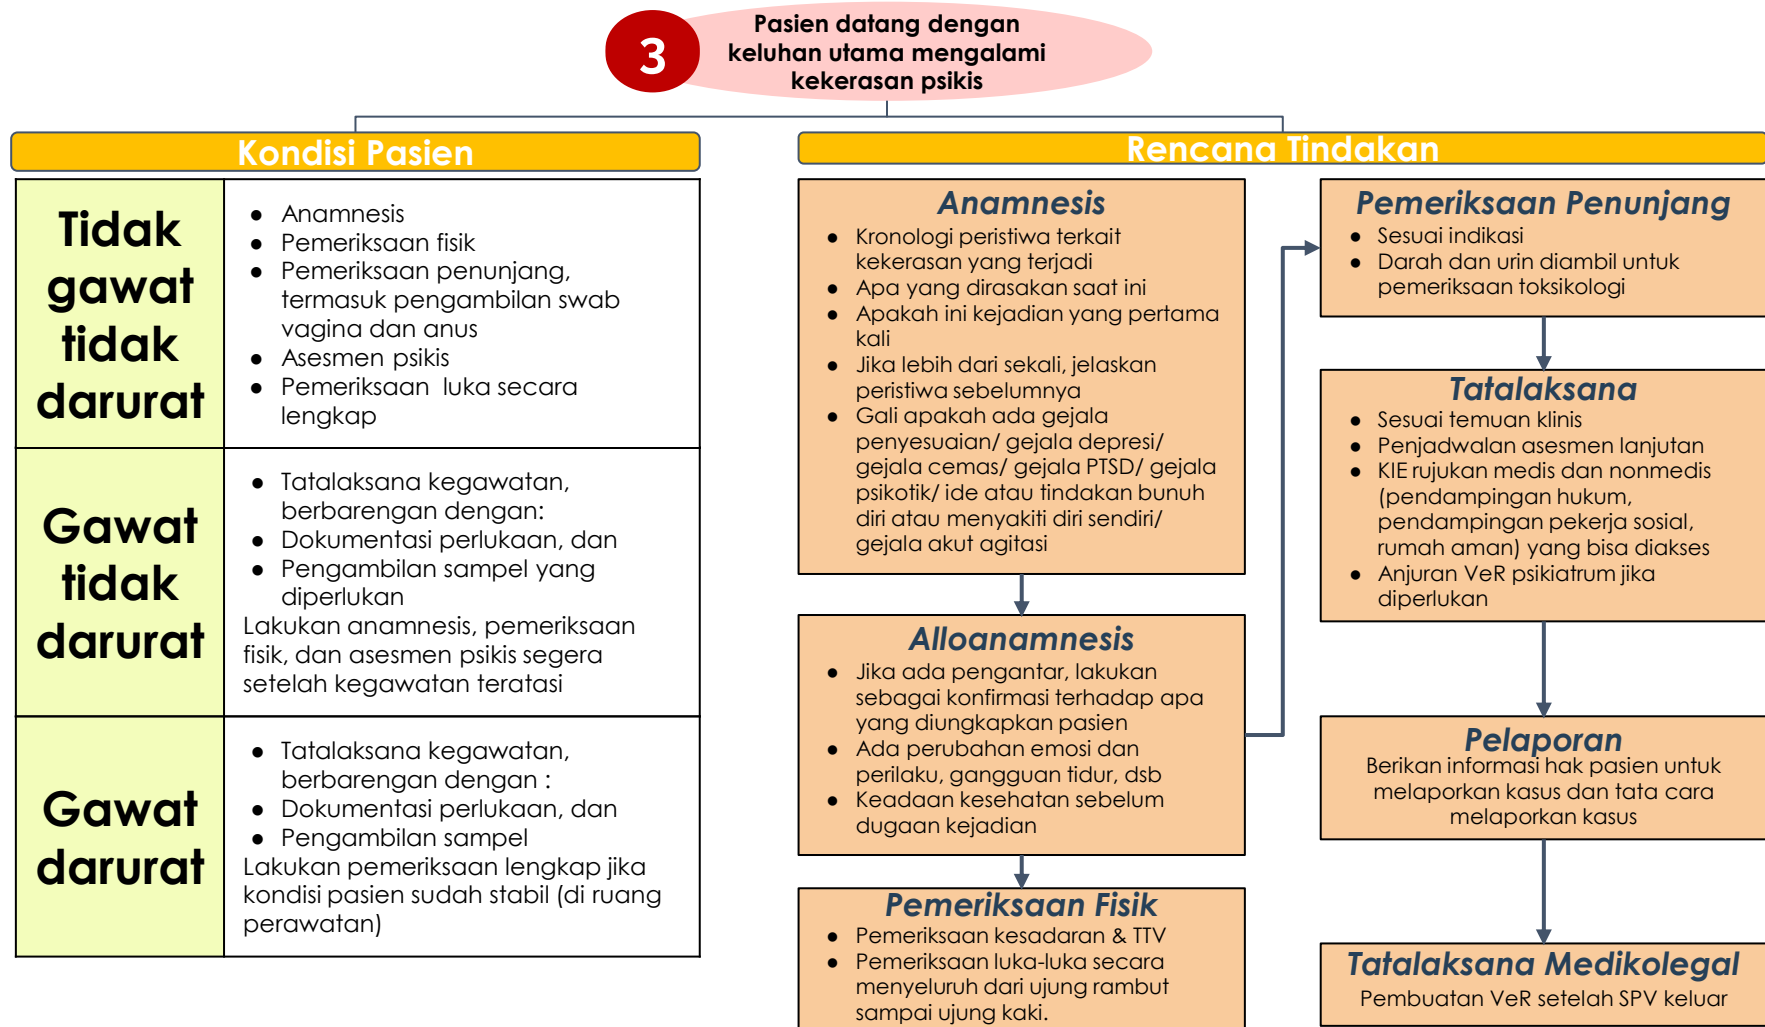 3
Pasien datang dengan
keluhan utama mengalami
kekerasan psikis
Kondisi Pasien
Tidak
gawat
tidak
darurat
● Anamnesis
● Pemeriksaan fisik
● Pemeriksaan penunjang,
termasuk pengambilan swab
vagina dan anus
● Asesmen psikis
● Pemeriksaan luka secara
lengkap
Gawat
tidak
darurat
● Tatalaksana kegawatan,
berbarengan dengan:
● Dokumentasi perlukaan, dan
● Pengambilan sampel yang
diperlukan
Lakukan anamnesis, pemeriksaan
fisik, dan asesmen psikis segera
setelah kegawatan teratasi
Gawat
darurat
● Tatalaksana kegawatan,
berbarengan dengan :
● Dokumentasi perlukaan, dan
● Pengambilan sampel
Lakukan pemeriksaan lengkap jika
kondisi pasien sudah stabil (di ruang
perawatan)
Rencana Tindakan
Anamnesis
● Kronologi peristiwa terkait
kekerasan yang terjadi
● Apa yang dirasakan saat ini
● Apakah ini kejadian yang pertama
kali
● Jika lebih dari sekali, jelaskan
peristiwa sebelumnya
● Gali apakah ada gejala
penyesuaian/ gejala depresi/
gejala cemas/ gejala PTSD/ gejala
psikotik/ ide atau tindakan bunuh
diri atau menyakiti diri sendiri/
gejala akut agitasi
Alloanamnesis
● Jika ada pengantar, lakukan
sebagai konfirmasi terhadap apa
yang diungkapkan pasien
● Ada perubahan emosi dan
perilaku, gangguan tidur, dsb
● Keadaan kesehatan sebelum
dugaan kejadian
Pemeriksaan Fisik
● Pemeriksaan kesadaran & TTV
● Pemeriksaan luka-luka secara
menyeluruh dari ujung rambut
sampai ujung kaki.
Pemeriksaan Penunjang
● Sesuai indikasi
● Darah dan urin diambil untuk
pemeriksaan toksikologi
Tatalaksana
● Sesuai temuan klinis
● Penjadwalan asesmen lanjutan
● KIE rujukan medis dan nonmedis
(pendampingan hukum,
pendampingan pekerja sosial,
rumah aman) yang bisa diakses
● Anjuran VeR psikiatrum jika
diperlukan
Pelaporan
Berikan informasi hak pasien untuk
melaporkan kasus dan tata cara
melaporkan kasus
Tatalaksana Medikolegal
Pembuatan VeR setelah SPV keluar